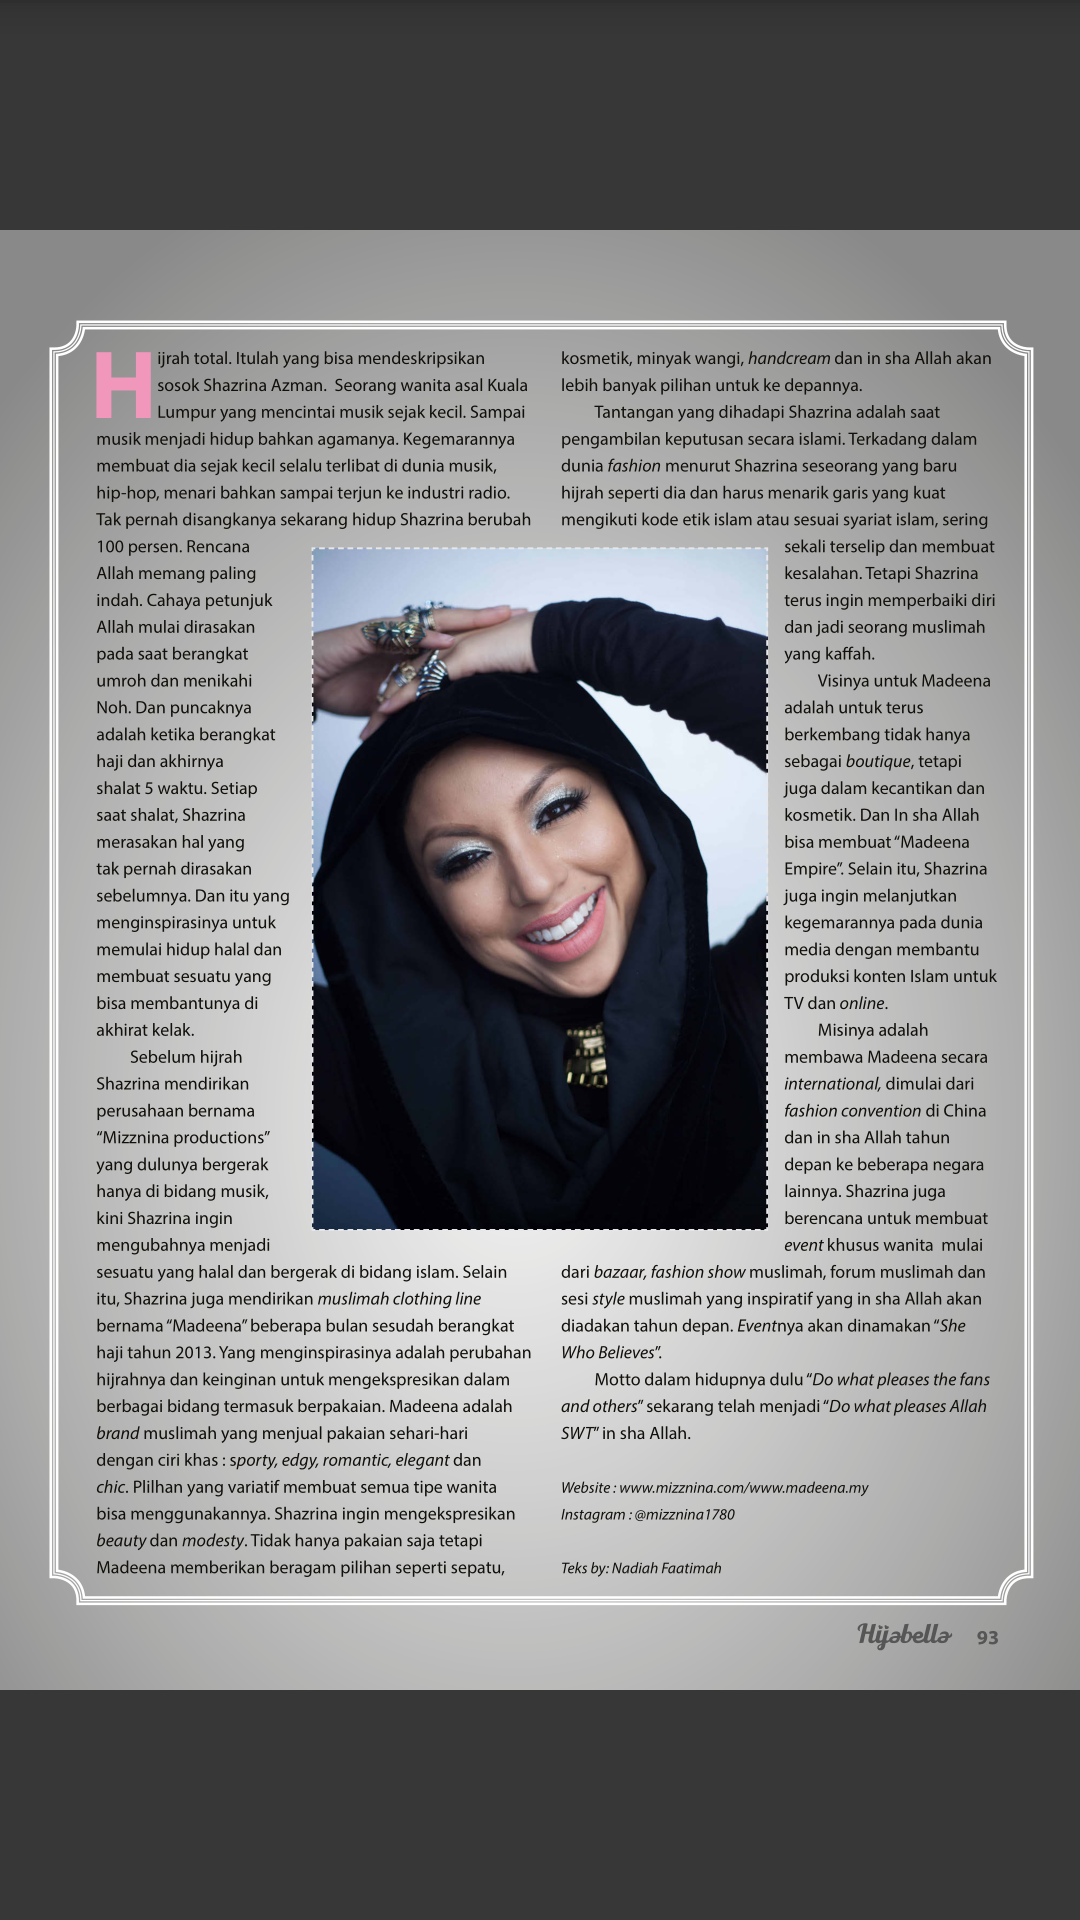 Hijrah total. Itulah yang bisa mendeskripsikan
sosok Shazrina Azman.  Seorang wanita asal Kuala
Lumpur yang mencintai musik sejak kecil. Sampai
musik menjadi hidup bahkan agamanya. Kegemarannya
membuat dia sejak kecil selalu terlibat di dunia musik,
hip-hop, menari bahkan sampai terjun ke industri radio.
Tak pernah disangkanya sekarang hidup Shazrina berubah
100 persen. Rencana
Allah memang paling
indah. Cahaya petunjuk
Allah mulai dirasakan
pada saat berangkat
umroh dan menikahi
Noh. Dan puncaknya
adalah ketika berangkat
haji dan akhirnya
shalat 5 waktu. Setiap
saat shalat, Shazrina
merasakan hal yang
tak pernah dirasakan
sebelumnya. Dan itu yang
menginspirasinya untuk
memulai hidup halal dan
membuat sesuatu yang
bisa membantunya di
akhirat kelak.
Sebelum hijrah
Shazrina mendirikan
perusahaan bernama
“Mizznina productions”
yang dulunya bergerak
hanya di bidang musik,
kini Shazrina ingin
mengubahnya menjadi
sesuatu yang halal dan bergerak di bidang islam. Selain
itu, Shazrina juga mendirikan muslimah clothing line
bernama “Madeena” beberapa bulan sesudah berangkat
haji tahun 2013. Yang menginspirasinya adalah perubahan
hijrahnya dan keinginan untuk mengekspresikan dalam
berbagai bidang termasuk berpakaian. Madeena adalah
brand muslimah yang menjual pakaian sehari-hari
dengan ciri khas : sporty, edgy, romantic, elegant dan
chic. Plilhan yang variatif membuat semua tipe wanita
bisa menggunakannya. Shazrina ingin mengekspresikan
beauty dan modesty. Tidak hanya pakaian saja tetapi
Madeena memberikan beragam pilihan seperti sepatu,
kosmetik, minyak wangi, handcream dan in sha Allah akan
lebih banyak pilihan untuk ke depannya.
Tantangan yang dihadapi Shazrina adalah saat
pengambilan keputusan secara islami. Terkadang dalam
dunia fashion menurut Shazrina seseorang yang baru
hijrah seperti dia dan harus menarik garis yang kuat
mengikuti kode etik islam atau sesuai syariat islam, sering
sekali terselip dan membuat
kesalahan. Tetapi Shazrina
terus ingin memperbaiki diri
dan jadi seorang muslimah
yang kaffah.
Visinya untuk Madeena
adalah untuk terus
berkembang tidak hanya
sebagai boutique, tetapi
juga dalam kecantikan dan
kosmetik. Dan In sha Allah
bisa membuat “Madeena
Empire”. Selain itu, Shazrina
juga ingin melanjutkan
kegemarannya pada dunia
media dengan membantu
produksi konten Islam untuk
TV dan online.
Misinya adalah
membawa Madeena secara
international, dimulai dari
fashion convention di China
dan in sha Allah tahun
depan ke beberapa negara
lainnya. Shazrina juga
berencana untuk membuat
event khusus wanita  mulai
dari bazaar, fashion show muslimah, forum muslimah dan
sesi style muslimah yang inspiratif yang in sha Allah akan
diadakan tahun depan. Eventnya akan dinamakan “She
Who Believes”.
Motto dalam hidupnya dulu “Do what pleases the fans
and others” sekarang telah menjadi “Do what pleases Allah
SWT” in sha Allah.
Website : www.mizznina.com/www.madeena.my
Instagram : @mizznina1780
Teks by: Nadiah Faatimah
Hijabella 93